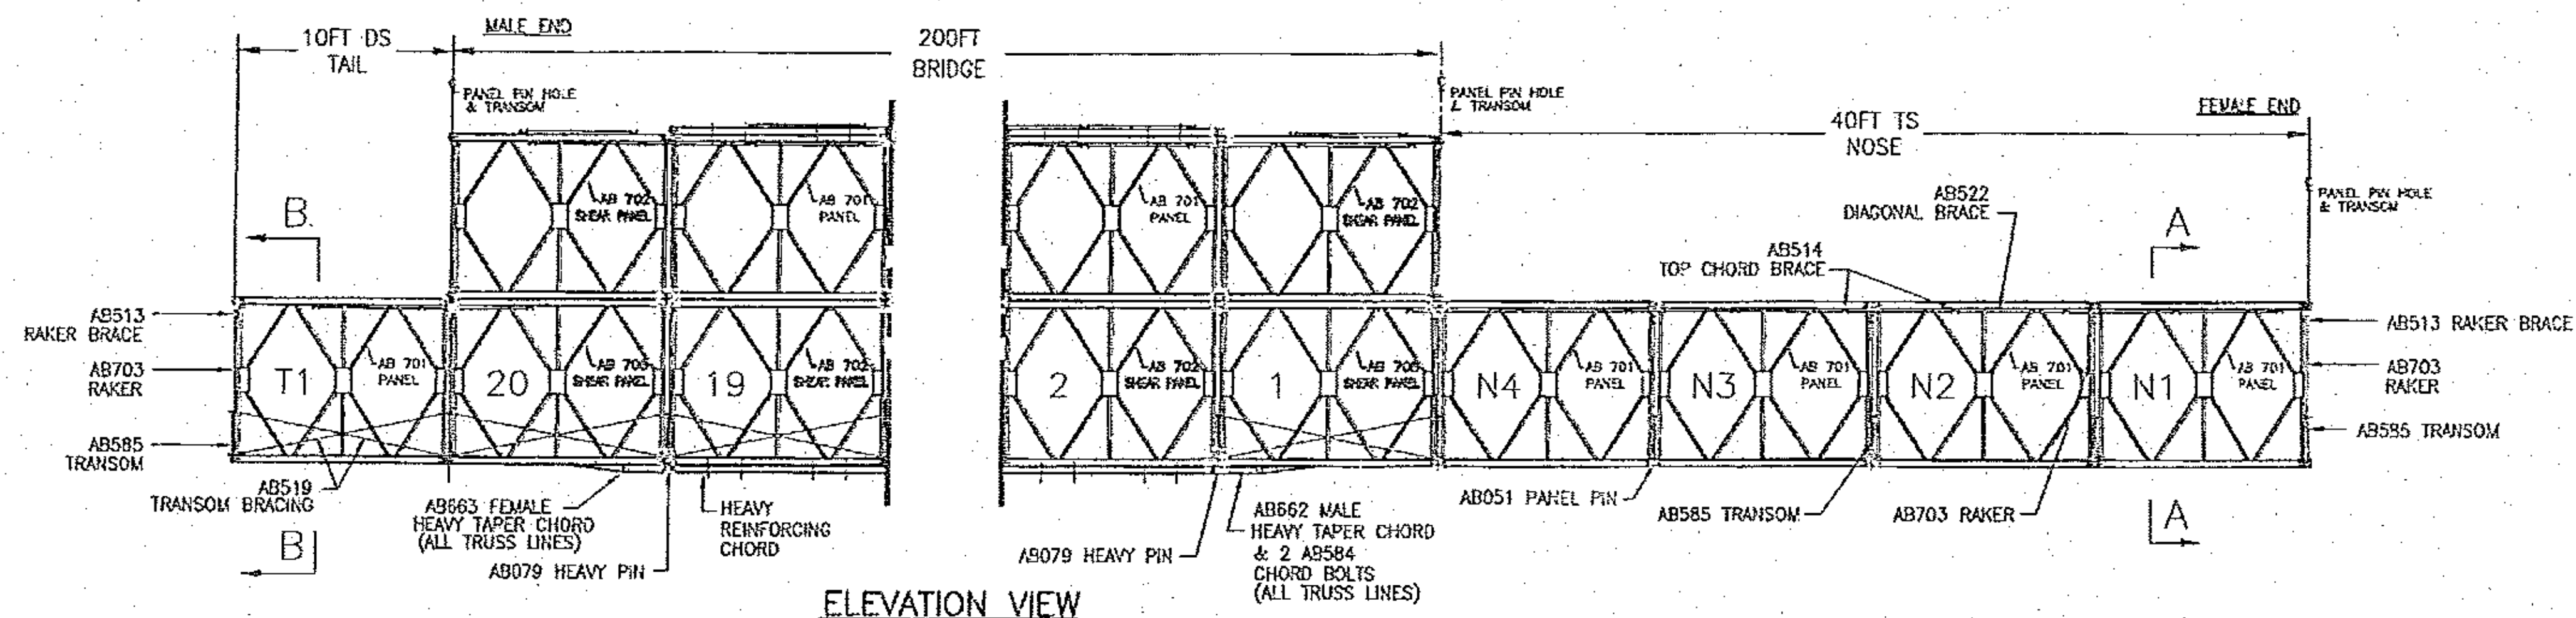 10FT DS
TAIL
MALE END
200FT
BRIDGE
PANEL PIN HOLE
& TRANSOM
PANEL PIN HOLE
& TRANSOM
40FT TS
NOSE
FEMALE END
PANEL PIN HOLE
& TRANSOM
B
AB 702
SHEAR PANEL
AB 701
PANEL
AB 701
PANEL
AB 702
SHEAR PANEL
AB522
DIAGONAL BRACE
AB514
TOP CHORD BRACE
A
AB513
RAKER BRACE
AB703
RAKER
AB585
TRANSOM
T1
AB 701
PANEL
20
SHEAR PANEL
19
AB 702
SHEAR PANEL
2
AB 702
SHEAR PANEL
1
SHEAR PANEL
N4
AB 701
PANEL
N3
AB 701
PANEL
N2
AB 701
PANEL
N1
AB 701
PANEL
AB513 RAKER BRACE
AB703
RAKER
AB585 TRANSOM
AB519
TRANSOM BRACING
AB663 FEMALE
HEAVY TAPER CHORD
(ALL TRUSS LINES)
HEAVY
REINFORCING
CHORD
AB079 HEAVY PIN
AB079 HEAVY PIN
AB662 MALE
HEAVY TAPER CHORD
& 2 AB584
CHORD BOLTS
(ALL TRUSS LINES)
AB051 PANEL PIN
AB585 TRANSOM
AB703 RAKER
B
A
ELEVATION VIEW